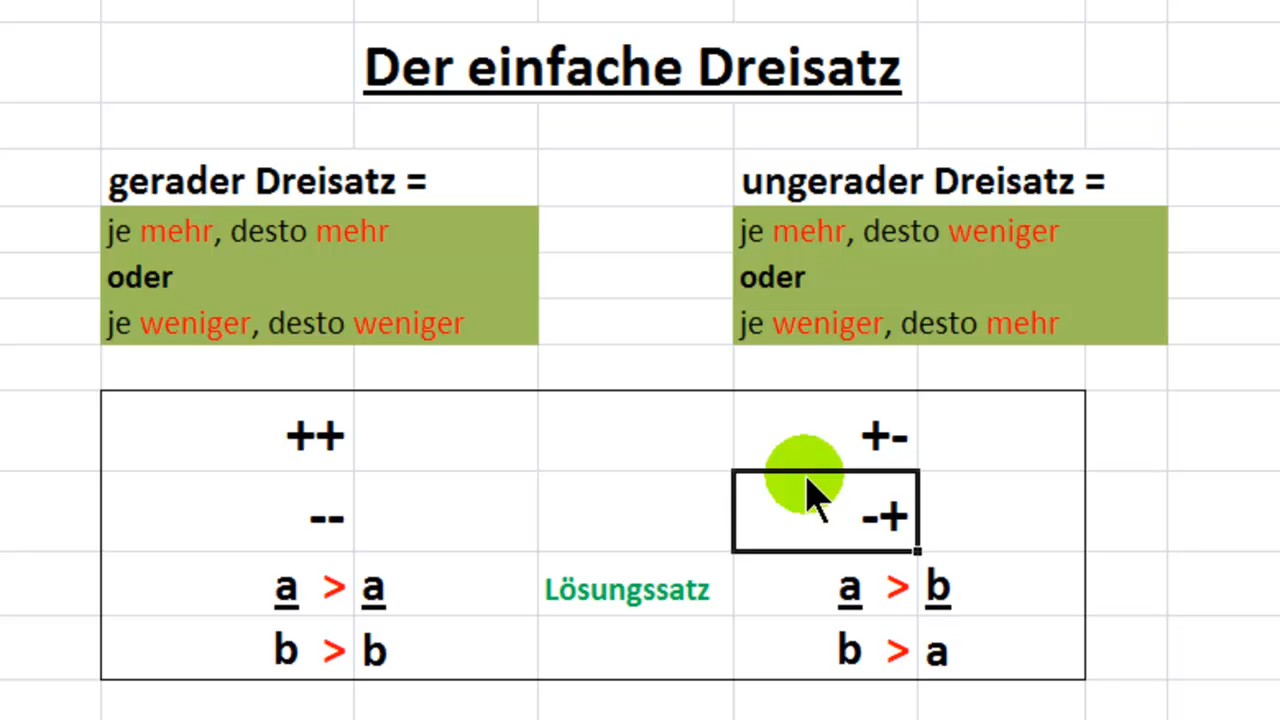 Der einfache Dreisatz
gerader Dreisatz =
je mehr, desto mehr
oder
je weniger, desto weniger
ungerader Dreisatz =
je mehr, desto weniger
oder
je weniger, desto mehr
++
+-
--
-+
a > a
Lösungssatz
a > b
b > b
b > a